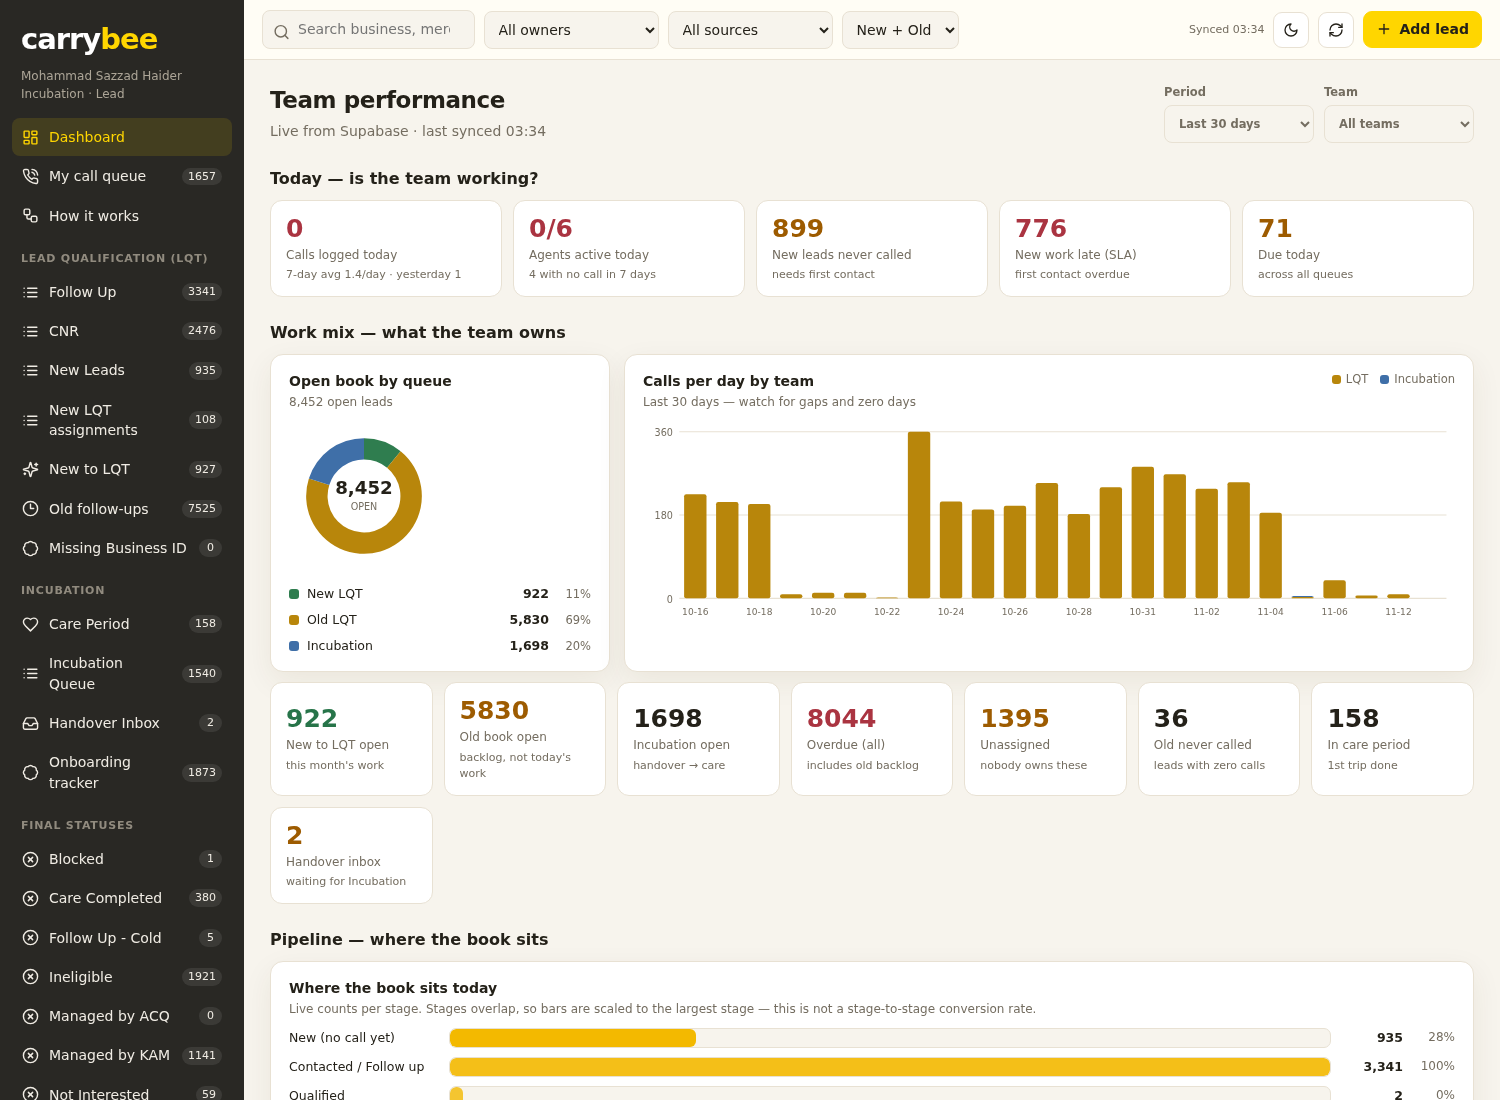 carrybee
Mohammad Sazzad Haider
Incubation · Lead
Dashboard
My call queue 1657
How it works
LEAD QUALIFICATION (LQT)
Follow Up 3341
CNR 2476
New Leads 935
New LQT
assignments 108
New to LQT 927
Old follow-ups 7525
Missing Business ID 0
INCUBATION
Care Period 158
Incubation
Queue 1540
Handover Inbox 2
Onboarding
tracker 1873
FINAL STATUSES
Blocked 1
Care Completed 380
Follow Up - Cold 5
Ineligible 1921
Managed by ACQ 0
Managed by KAM 1141
Not Interested 59
Search business, mer
All owners
All sources
New + Old
Synced 03:34
Add lead
Team performance
Live from Supabase · last synced 03:34
Period
Last 30 days
Team
All teams
Today — is the team working?
0
Calls logged today
7-day avg 1.4/day · yesterday 1
0/6
Agents active today
4 with no call in 7 days
899
New leads never called
needs first contact
776
New work late (SLA)
first contact overdue
71
Due today
across all queues
Work mix — what the team owns
Open book by queue
8,452 open leads
8,452
OPEN
New LQT 922 11%
Old LQT 5,830 69%
Incubation 1,698 20%
Calls per day by team
Last 30 days — watch for gaps and zero days
LQT Incubation
360
180
0
10-16 10-18 10-20 10-22 10-24 10-26 10-28 10-31 11-02 11-04 11-06 11-12
922
New to LQT open
this month's work
5830
Old book open
backlog, not today's
work
1698
Incubation open
handover → care
8044
Overdue (all)
includes old backlog
1395
Unassigned
nobody owns these
36
Old never called
leads with zero calls
158
In care period
1st trip done
2
Handover inbox
waiting for Incubation
Pipeline — where the book sits
Where the book sits today
Live counts per stage. Stages overlap, so bars are scaled to the largest stage — this is not a stage-to-stage conversion rate.
New (no call yet) 935 28%
Contacted / Follow up 3,341 100%
Qualified 2 0%